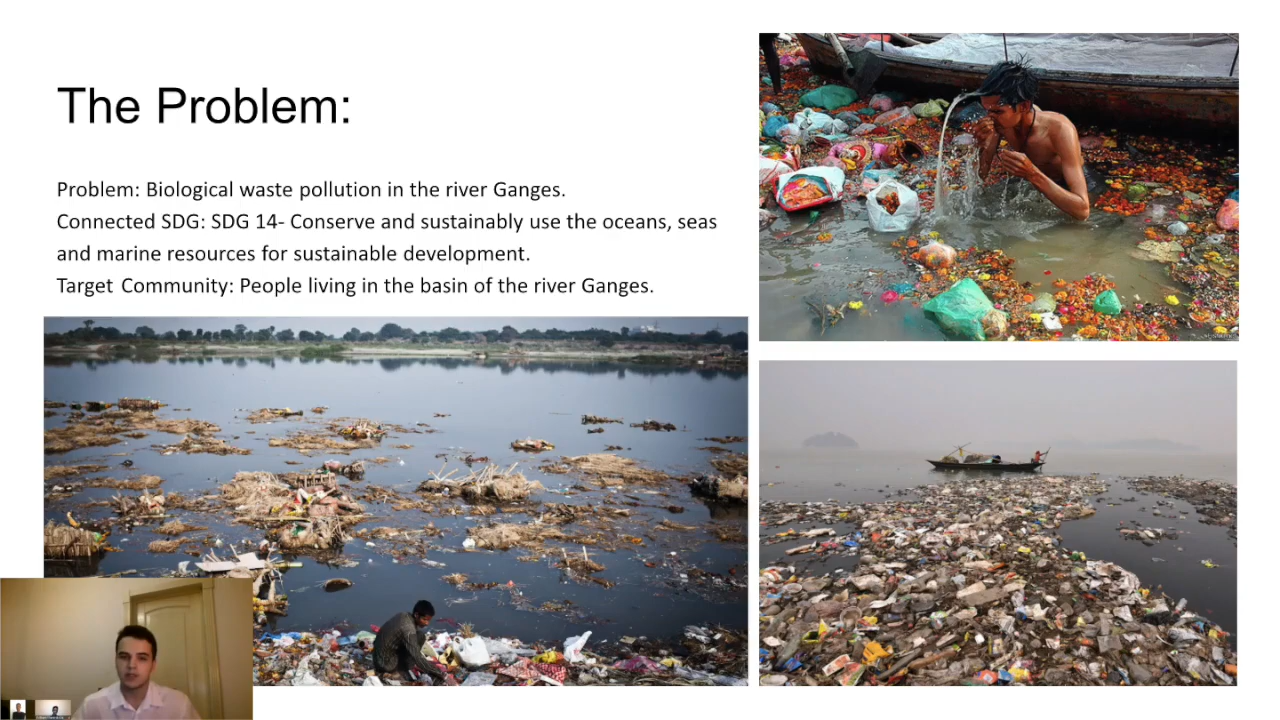 The Problem:
Problem: Biological waste pollution in the river Ganges.
Connected SDG: SDG 14- Conserve and sustainably use the oceans, seas
and marine resources for sustainable development.
Target Community: People living in the basin of the river Ganges.